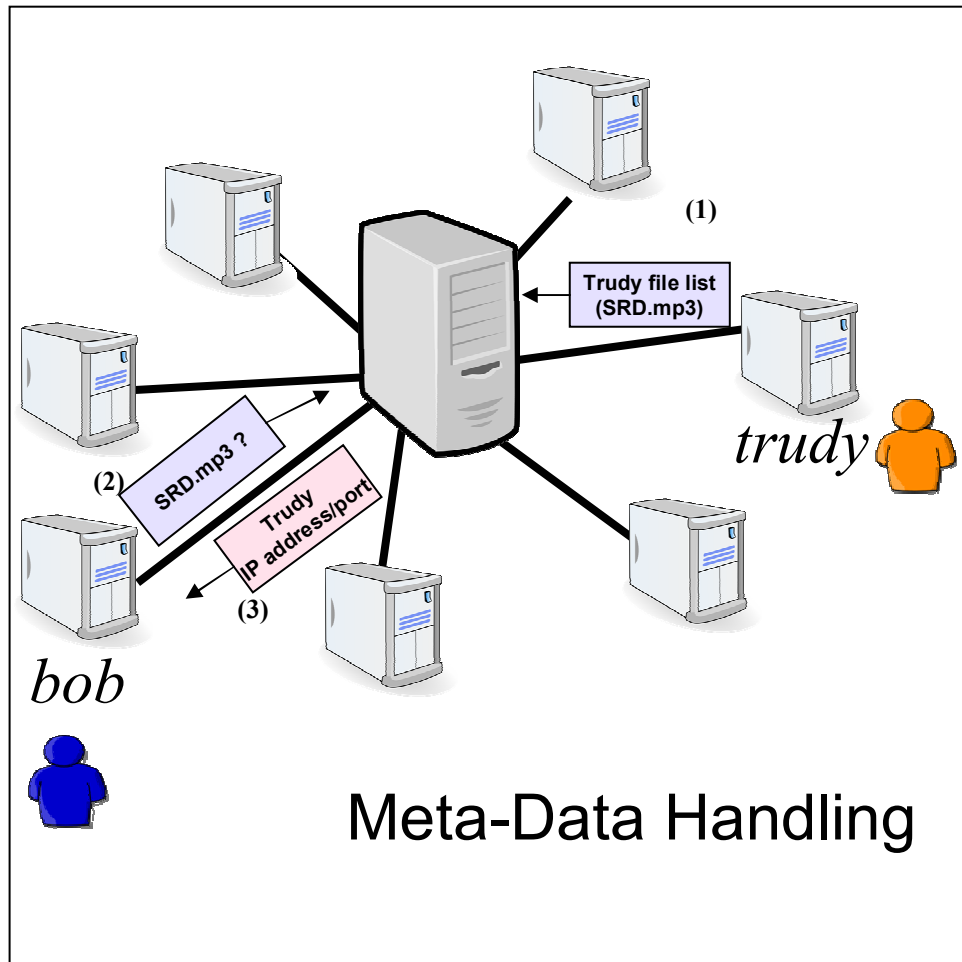 (1)
Trudy file list
(SRD.mp3)
trudy
(2)
SRD.mp3 ?
Trudy
IP address/port
(3)
bob
Meta-Data Handling